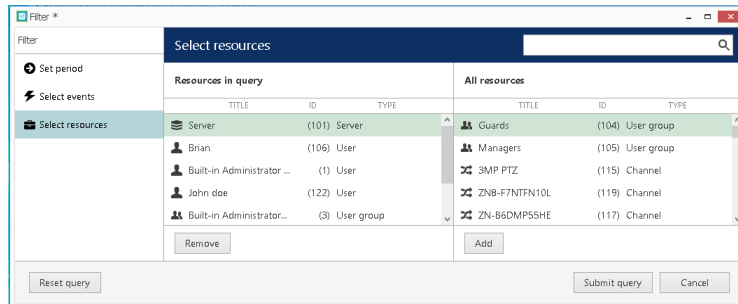 Filter *
Filter
Select resources
Set period
Select events
Select resources
Resources in query
All resources
TITLE ID TYPE
TITLE ID TYPE
Server (101) Server
Brian (106) User
Built-in Administrator ... (1) User
John doe (122) User
Built-in Administrator... (3) User group
Guards (104) User group
Managers (105) User group
3MP PTZ (115) Channel
ZN8-F7NTFN10L (119) Channel
ZN-B6DMP55HE (117) Channel
Remove
Add
Reset query
Submit query
Cancel